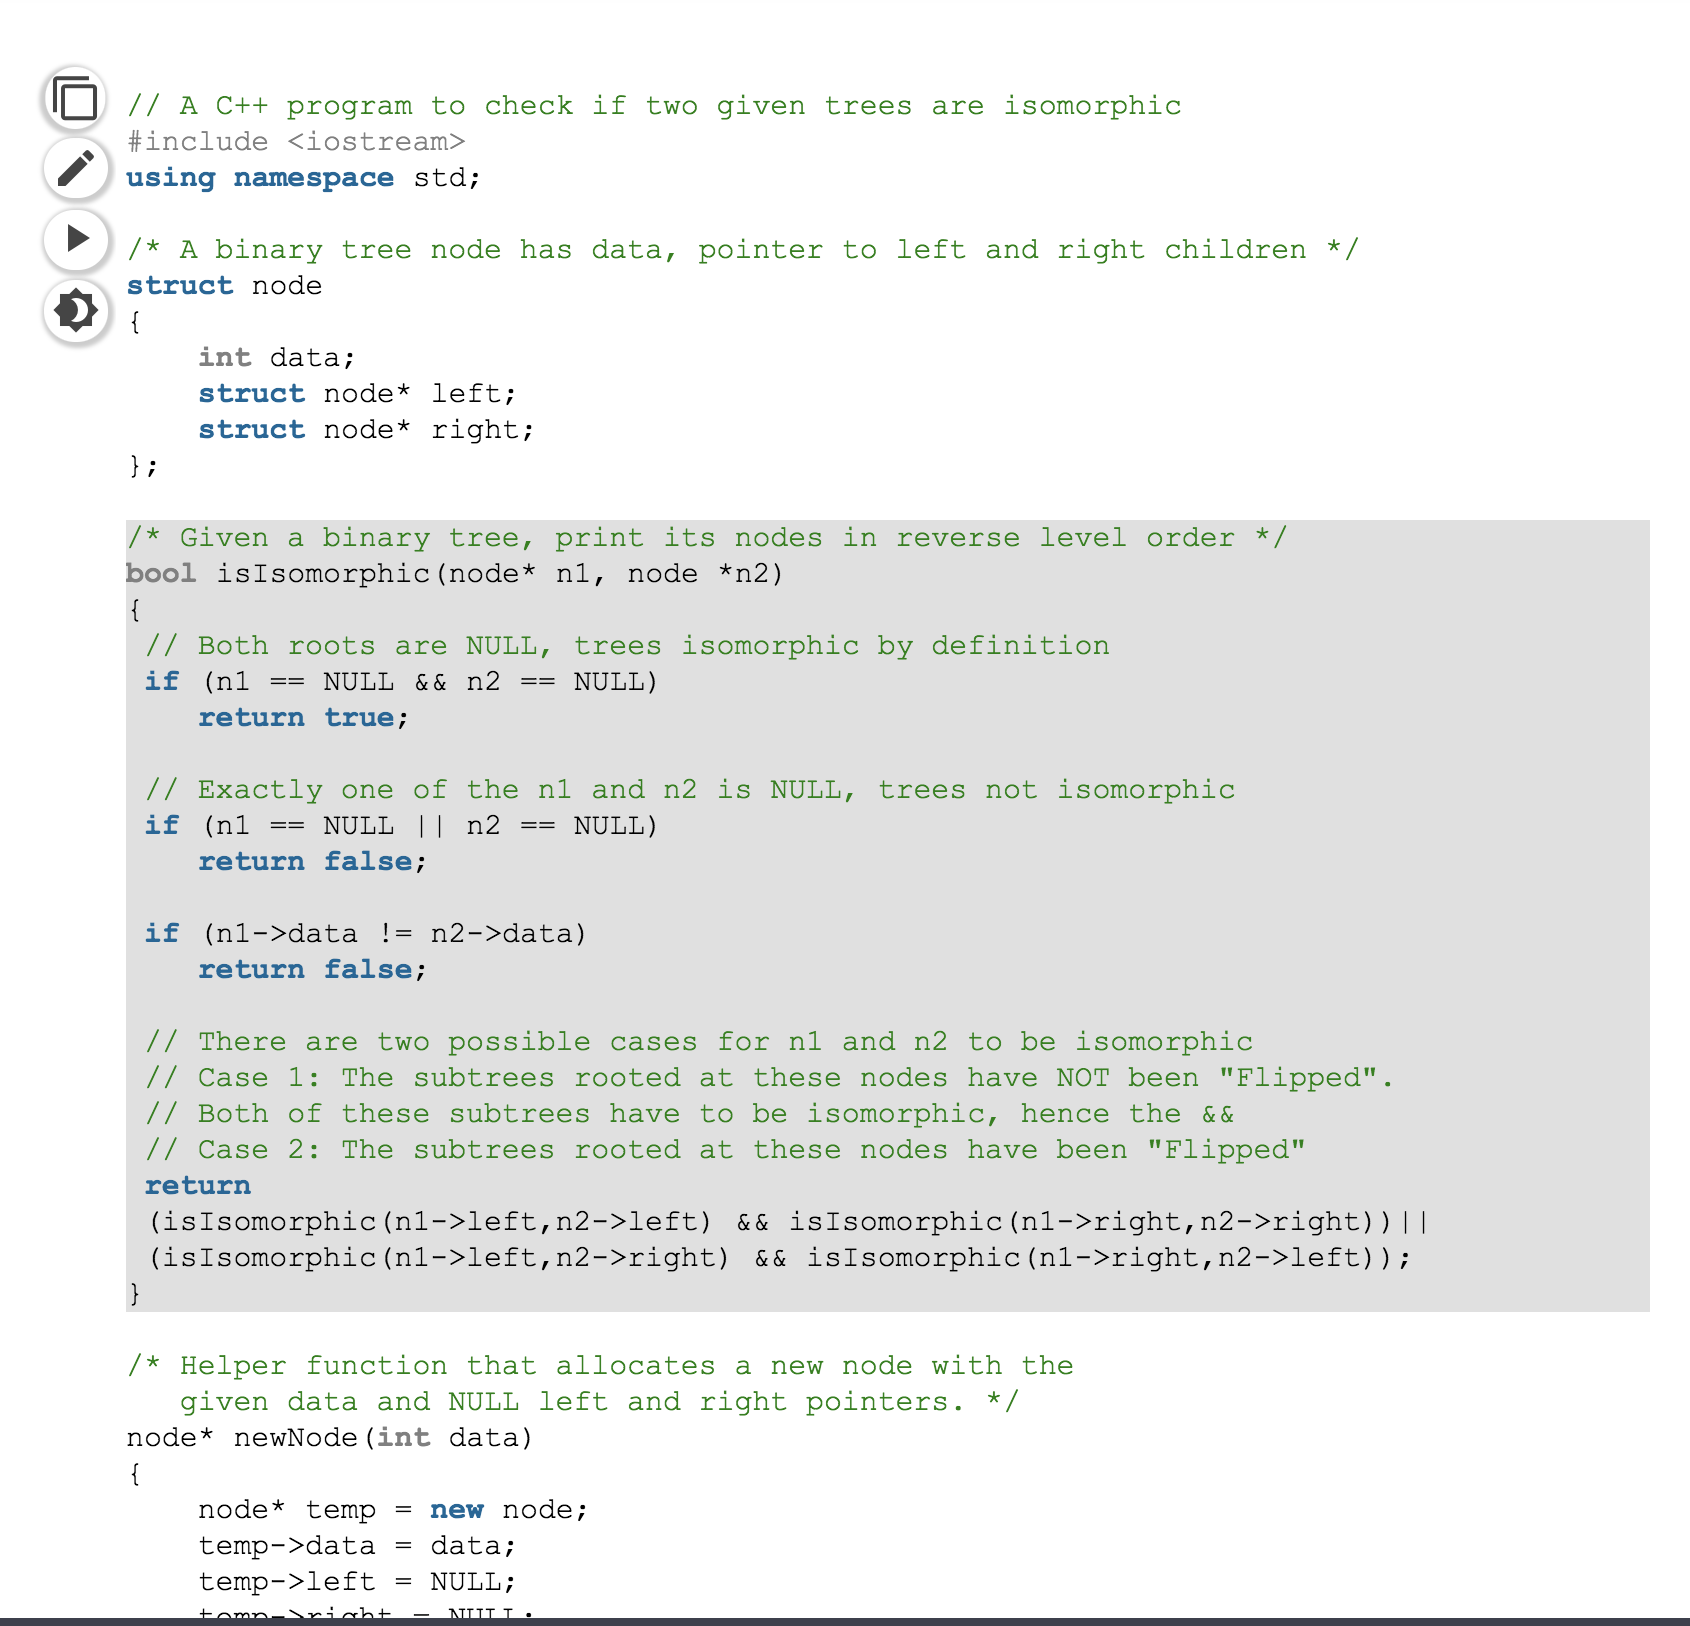 // A C++ program to check if two given trees are isomorphic
#include <iostream>
using namespace std;

/* A binary tree node has data, pointer to left and right children */
struct node
{
    int data;
    struct node* left;
    struct node* right;
};

/* Given a binary tree, print its nodes in reverse level order */
bool isIsomorphic(node* n1, node *n2)
{
 // Both roots are NULL, trees isomorphic by definition
 if (n1 == NULL && n2 == NULL)
    return true;

 // Exactly one of the n1 and n2 is NULL, trees not isomorphic
 if (n1 == NULL || n2 == NULL)
    return false;

 if (n1->data != n2->data)
    return false;

 // There are two possible cases for n1 and n2 to be isomorphic
 // Case 1: The subtrees rooted at these nodes have NOT been "Flipped".
 // Both of these subtrees have to be isomorphic, hence the &&
 // Case 2: The subtrees rooted at these nodes have been "Flipped"
 return
 (isIsomorphic(n1->left,n2->left) && isIsomorphic(n1->right,n2->right))||
 (isIsomorphic(n1->left,n2->right) && isIsomorphic(n1->right,n2->left));
}

/* Helper function that allocates a new node with the
   given data and NULL left and right pointers. */
node* newNode(int data)
{
    node* temp = new node;
    temp->data = data;
    temp->left = NULL;
    temp->right = NULL;